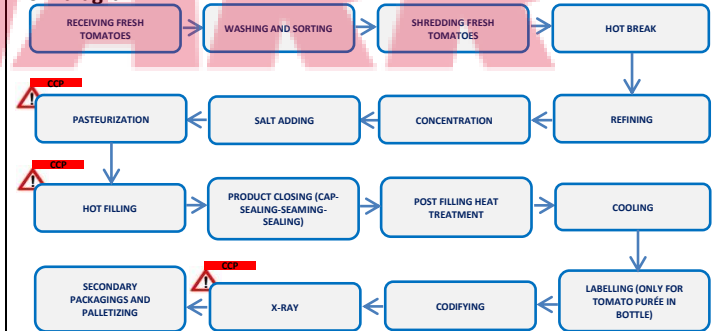 RECEIVING FRESH
TOMATOES
WASHING AND SORTING
SHREDDING FRESH
TOMATOES
HOT BREAK
CCP
PASTEURIZATION
SALT ADDING
CONCENTRATION
REFINING
CCP
HOT FILLING
PRODUCT CLOSING (CAP-
SEALING-SEAMING-
SEALING)
POST FILLING HEAT
TREATMENT
COOLING
CCP
SECONDARY
PACKAGINGS AND
PALLETIZING
X-RAY
CODIFYING
LABELLING (ONLY FOR
TOMATO PURÉE IN
BOTTLE)